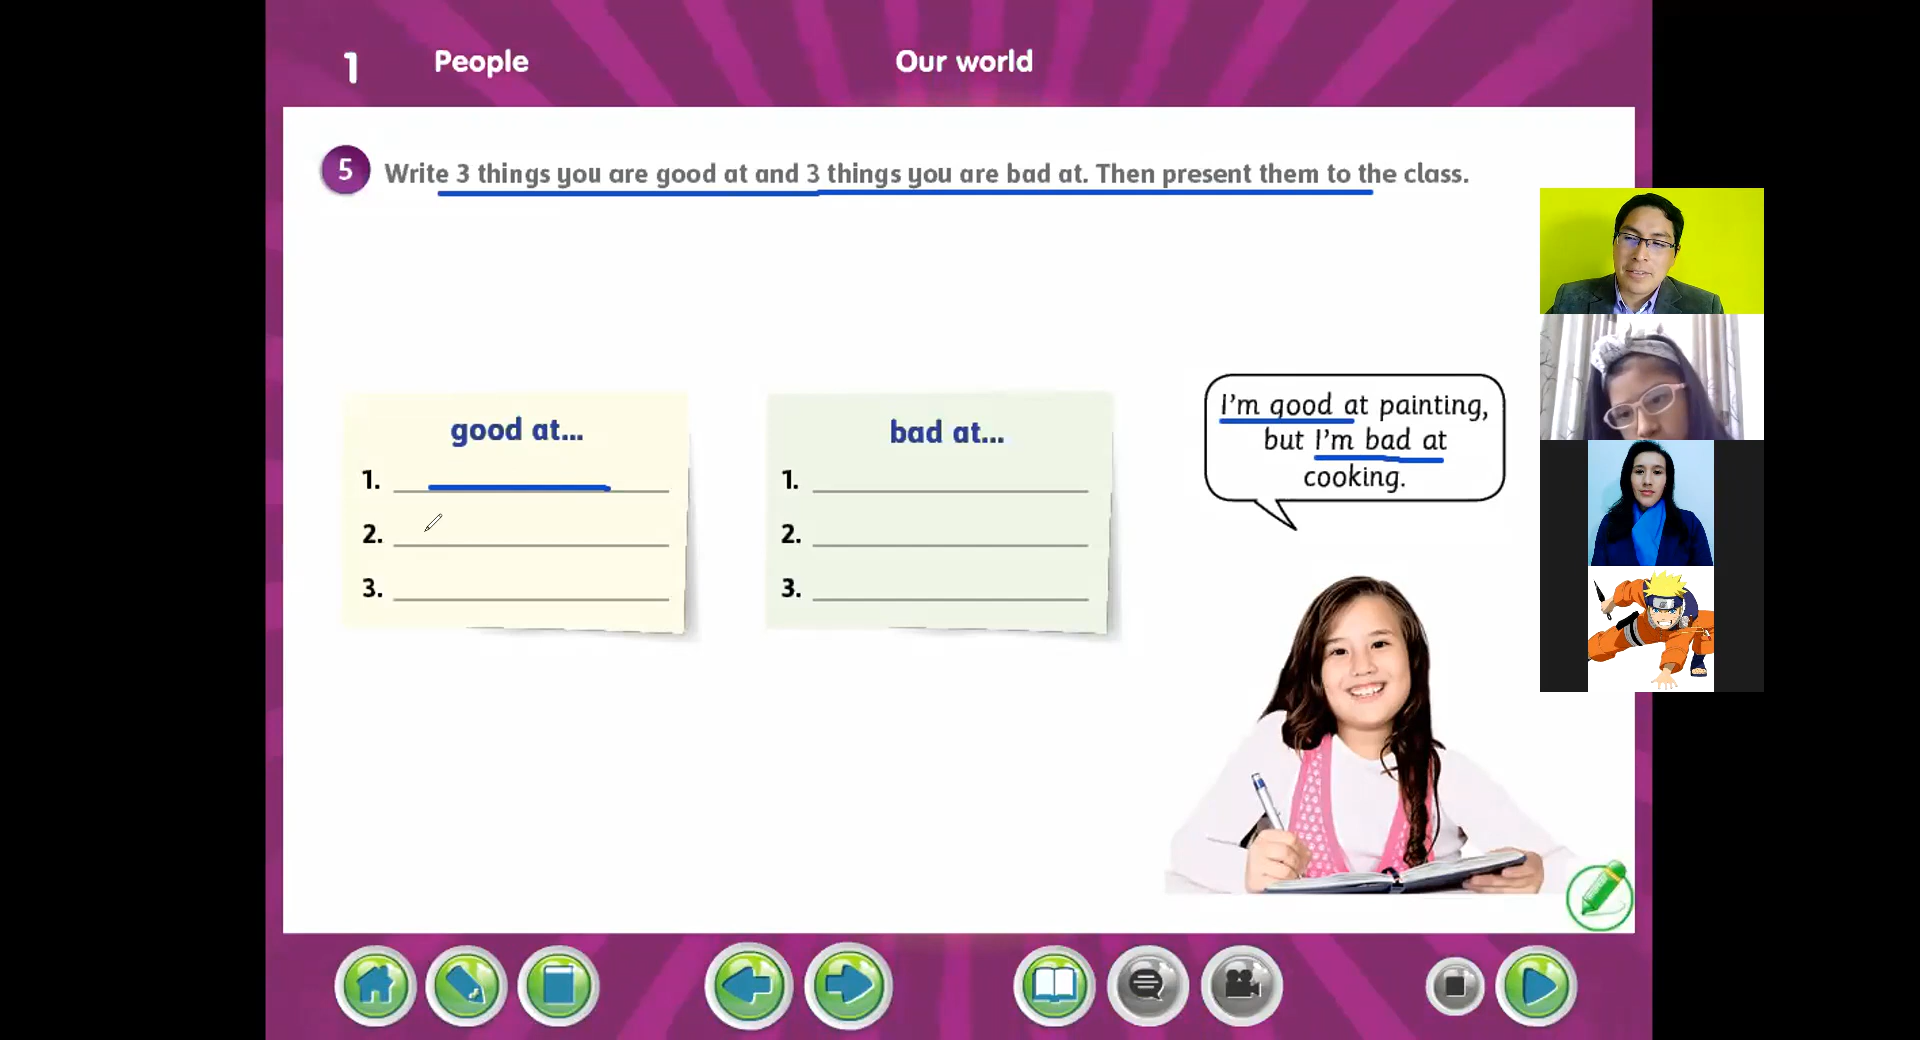 1 People Our world
5 Write 3 things you are good at and 3 things you are bad at. Then present them to the class.
good at...
1.
2.
3.
bad at...
1.
2.
3.
I'm good at painting,
but I'm bad at
cooking.